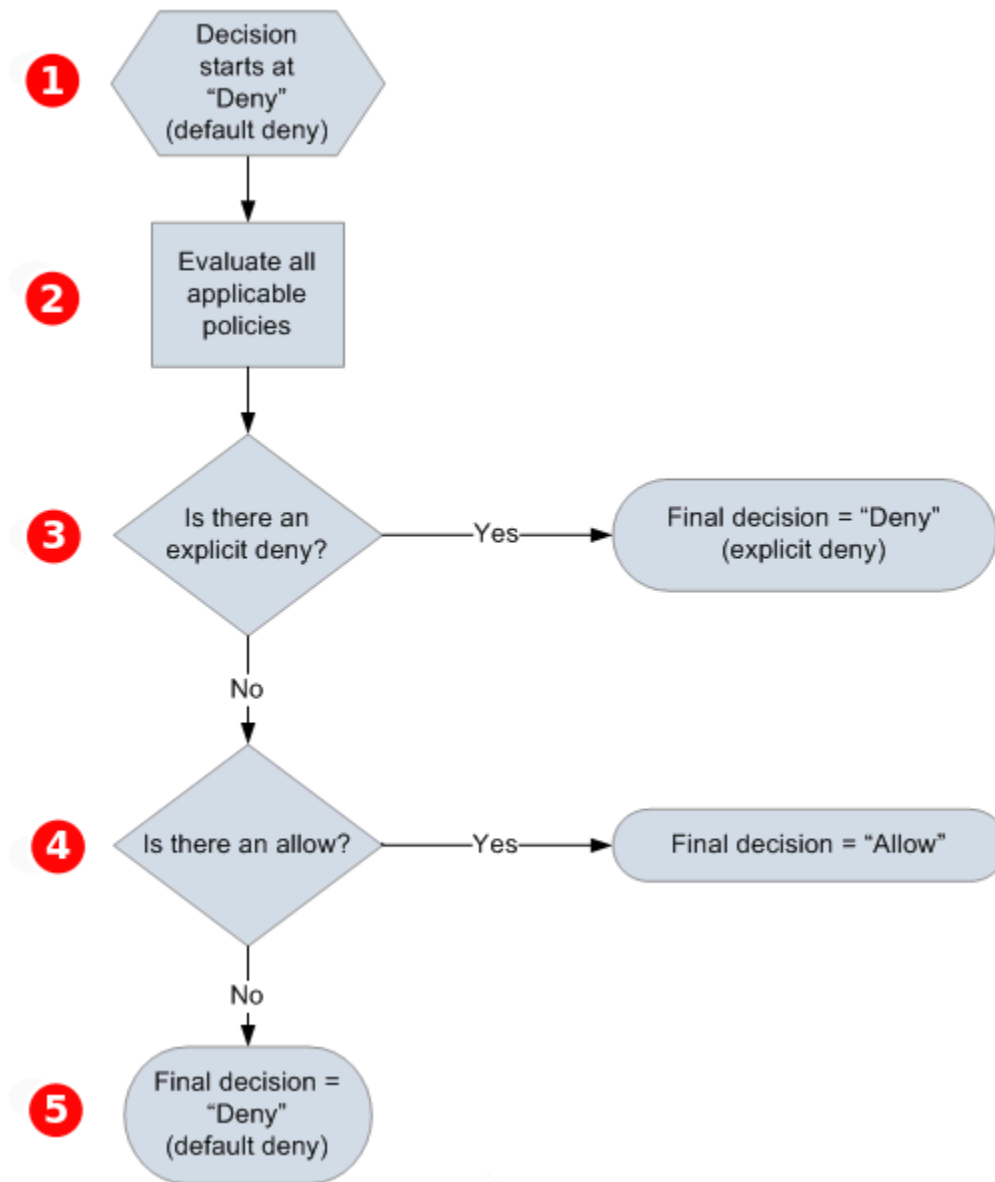 1
Decision
starts at
“Deny”
(default deny)
2
Evaluate all
applicable
policies
3
Is there an
explicit deny?
Yes
Final decision = “Deny”
(explicit deny)
No
4
Is there an allow?
Yes
Final decision = “Allow”
No
5
Final decision =
“Deny”
(default deny)